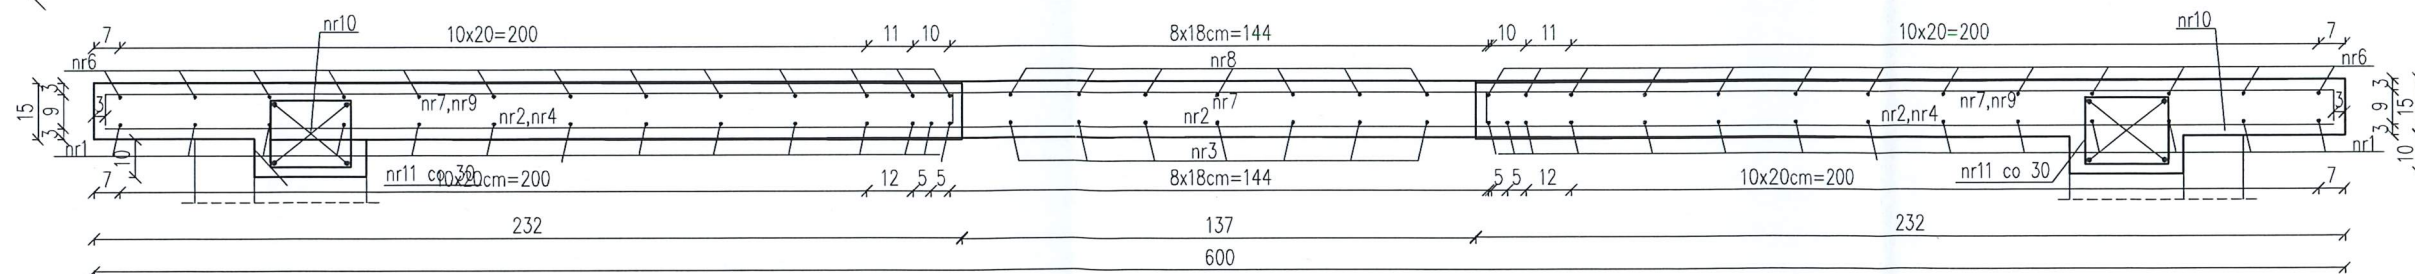 nr10 nr10
7 10x20=200 11 10 8x18cm=144 10 11 10x20=200 7
nr6 nr8 nr6
15 3 9 3 3 nr7,nr9 nr7 nr7,nr9 3 3 9 3 15
nr2,nr4 nr2 nr2,nr4
nr1 10 nr3 nr1 10
nr11 co 30 nr11 co 30
7 10x20cm=200 12 5 5 8x18cm=144 5 5 12 10x20cm=200 7
232 137 232
600